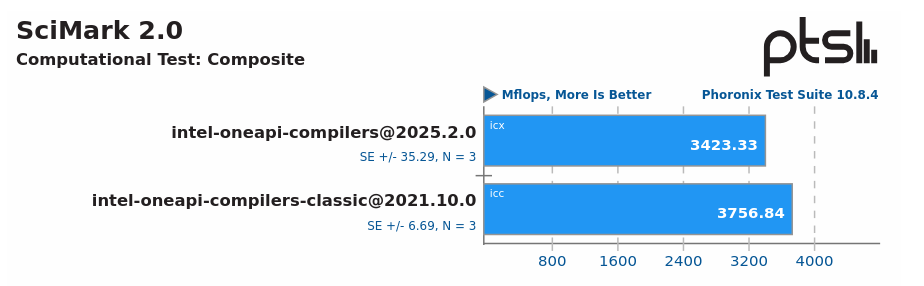 SciMark 2.0
Computational Test: Composite
ptsl
Mflops, More Is Better
Phoronix Test Suite 10.8.4
intel-oneapi-compilers@2025.2.0
SE +/- 35.29, N = 3
icx
3423.33
intel-oneapi-compilers-classic@2021.10.0
SE +/- 6.69, N = 3
icc
3756.84
800 1600 2400 3200 4000